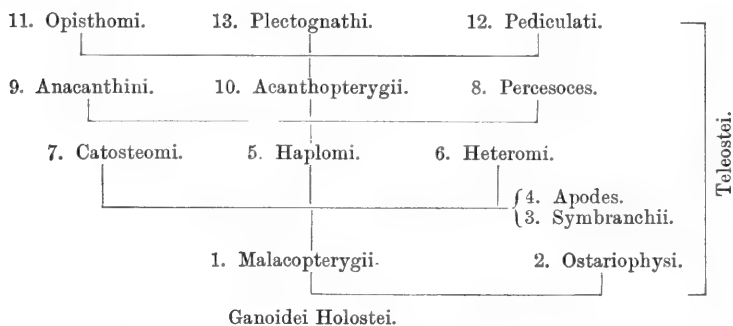 11. Opisthomi. 13. Plectognathi. 12. Pediculati.
9. Anacanthini. 10. Acanthopterygii. 8. Percesoces.
7. Catosteomi. 5. Haplomi. 6. Heteromi.
4. Apodes.
3. Symbranchii.
1. Malacopterygii. 2. Ostariophysi.
Ganoidei Holostei.
Teleostei.